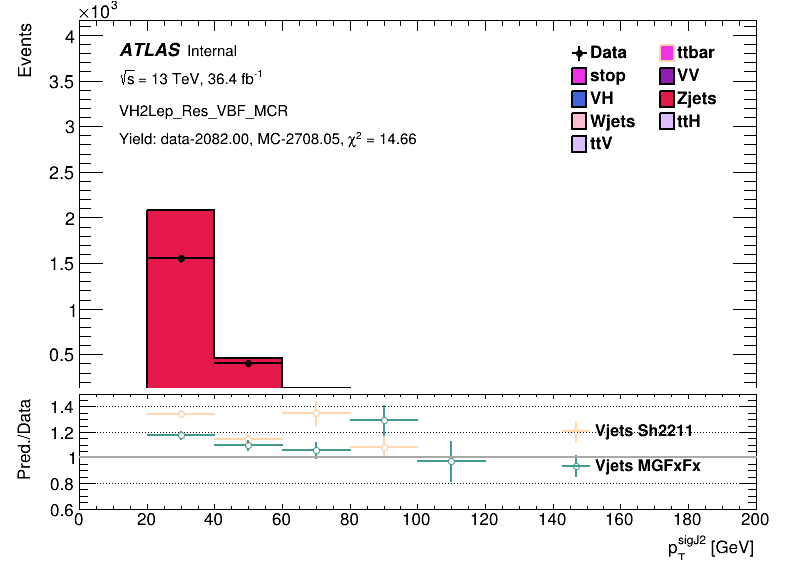 Events
×10³
4
3.5
3
2.5
2
1.5
1
0.5
ATLAS Internal
√s = 13 TeV, 36.4 fb⁻¹
VH2Lep_Res_VBF_MCR
Yield: data-2082.00, MC-2708.05, χ² = 14.66
Data ttbar
stop VV
VH Zjets
Wjets ttH
ttV
Pred./Data
1.4
1.2
1
0.8
0.6
Vjets Sh2211
Vjets MGFxFx
0 20 40 60 80 100 120 140 160 180 200
p_T^sigJ2 [GeV]